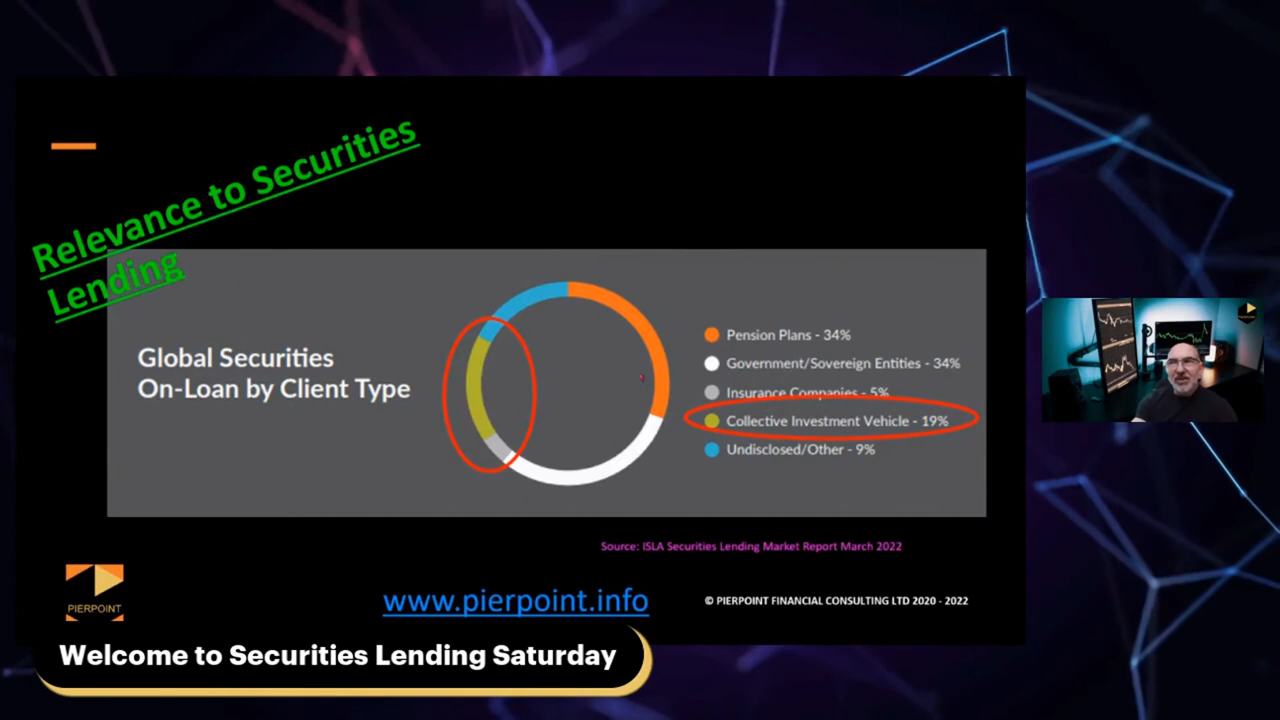 Relevance to Securities
Lending
Global Securities
On-Loan by Client Type
Pension Plans - 34%
Government/Sovereign Entities - 34%
Insurance Companies - 5%
Collective Investment Vehicle - 19%
Undisclosed/Other - 9%
Source: ISLA Securities Lending Market Report March 2022
PIERPOINT
www.pierpoint.info
© PIERPOINT FINANCIAL CONSULTING LTD 2020 - 2022
Welcome to Securities Lending Saturday